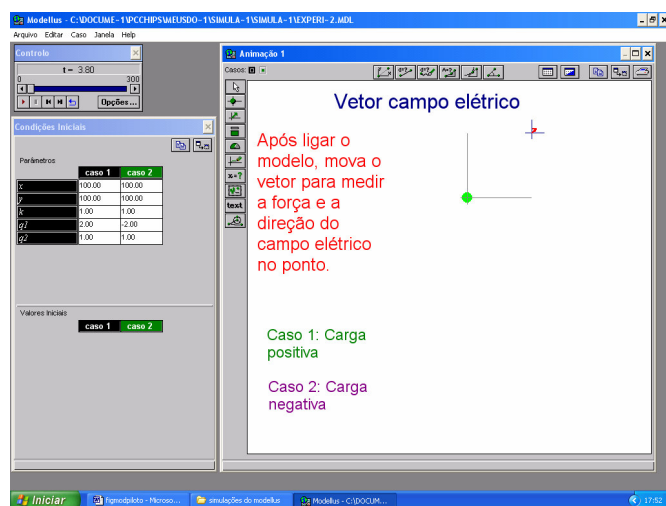 Modellus - C:\DOCUME~1\PCCHIPS\MEUSDO~1\SIMULA~1\SIMULA~1\EXPERI~2.MDL
Arquivo Editar Caso Janela Help
Controlo
t = 3.80
0 300
Opções...
Condições Iniciais
Parâmetros
caso 1 caso 2
x 100.00 100.00
y 100.00 100.00
k 1.00 1.00
q1 2.00 -2.00
q2 1.00 1.00
Valores Iniciais
caso 1 caso 2
Animação 1
Casos:
x=?
text
Vetor campo elétrico
Após ligar o
modelo, mova o
vetor para medir
a força e a
direção do
campo elétrico
no ponto.
Caso 1: Carga
positiva
Caso 2: Carga
negativa
Iniciar
figmodpiloto - Microso...
simulações do modellus
Modellus - C:\DOCUM...
17:52